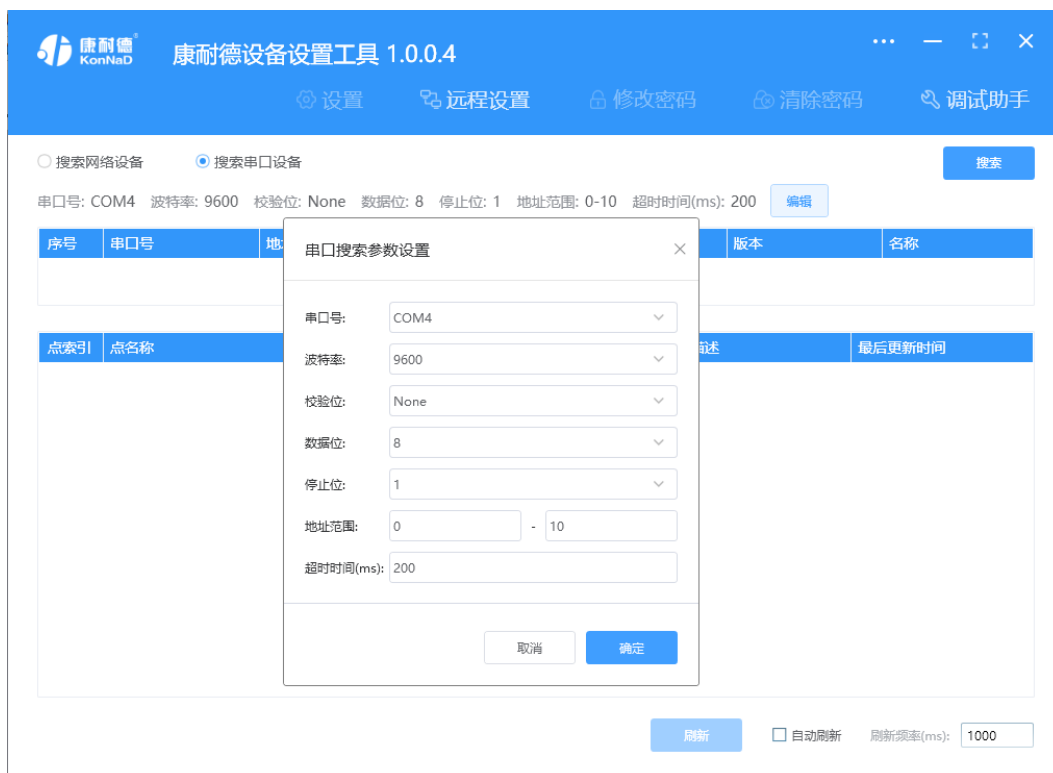 康耐德®
KonNaD
康耐德设备设置工具 1.0.0.4
设置 远程设置 修改密码 清除密码 调试助手
搜索网络设备 搜索串口设备 搜索
串口号: COM4 波特率: 9600 校验位: None 数据位: 8 停止位: 1 地址范围: 0-10 超时时间(ms): 200 编辑
序号 串口号 版本 名称
串口搜索参数设置
点索引 点名称 最后更新时间
串口号: COM4
波特率: 9600
校验位: None
数据位: 8
停止位: 1
地址范围: 0 - 10
超时时间(ms): 200
取消 确定
刷新 自动刷新 刷新频率(ms): 1000